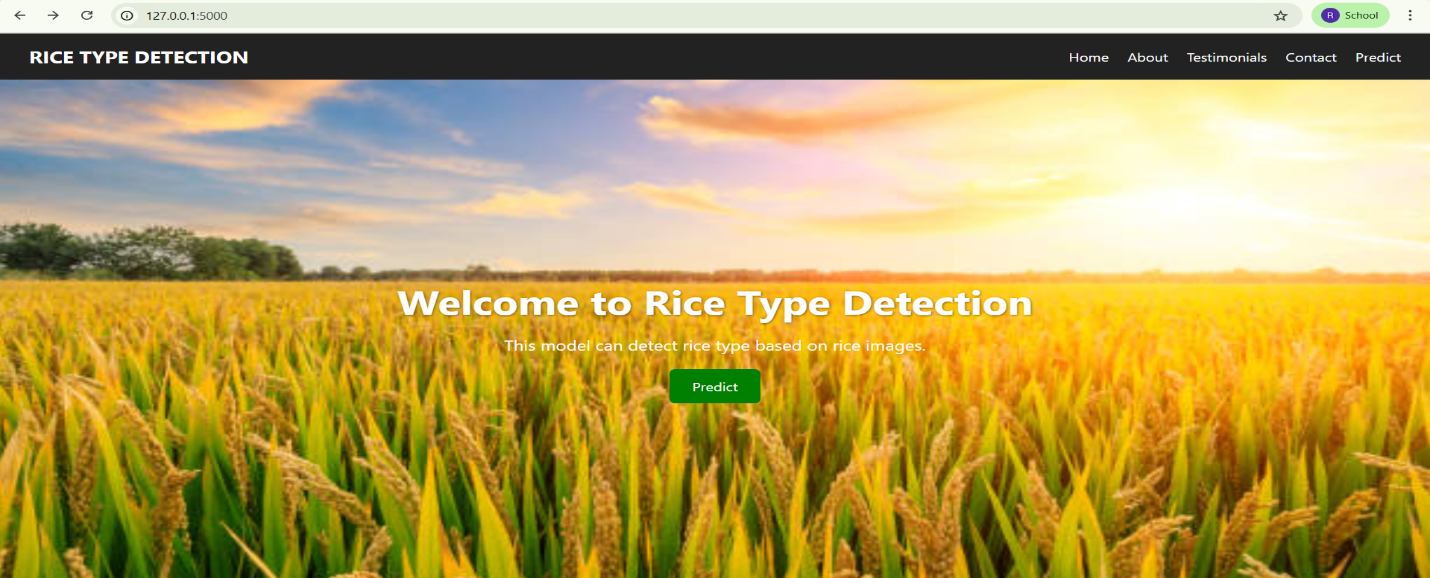 127.0.0.1:5000
R School
RICE TYPE DETECTION
Home About Testimonials Contact Predict
Welcome to Rice Type Detection
This model can detect rice type based on rice images.
Predict